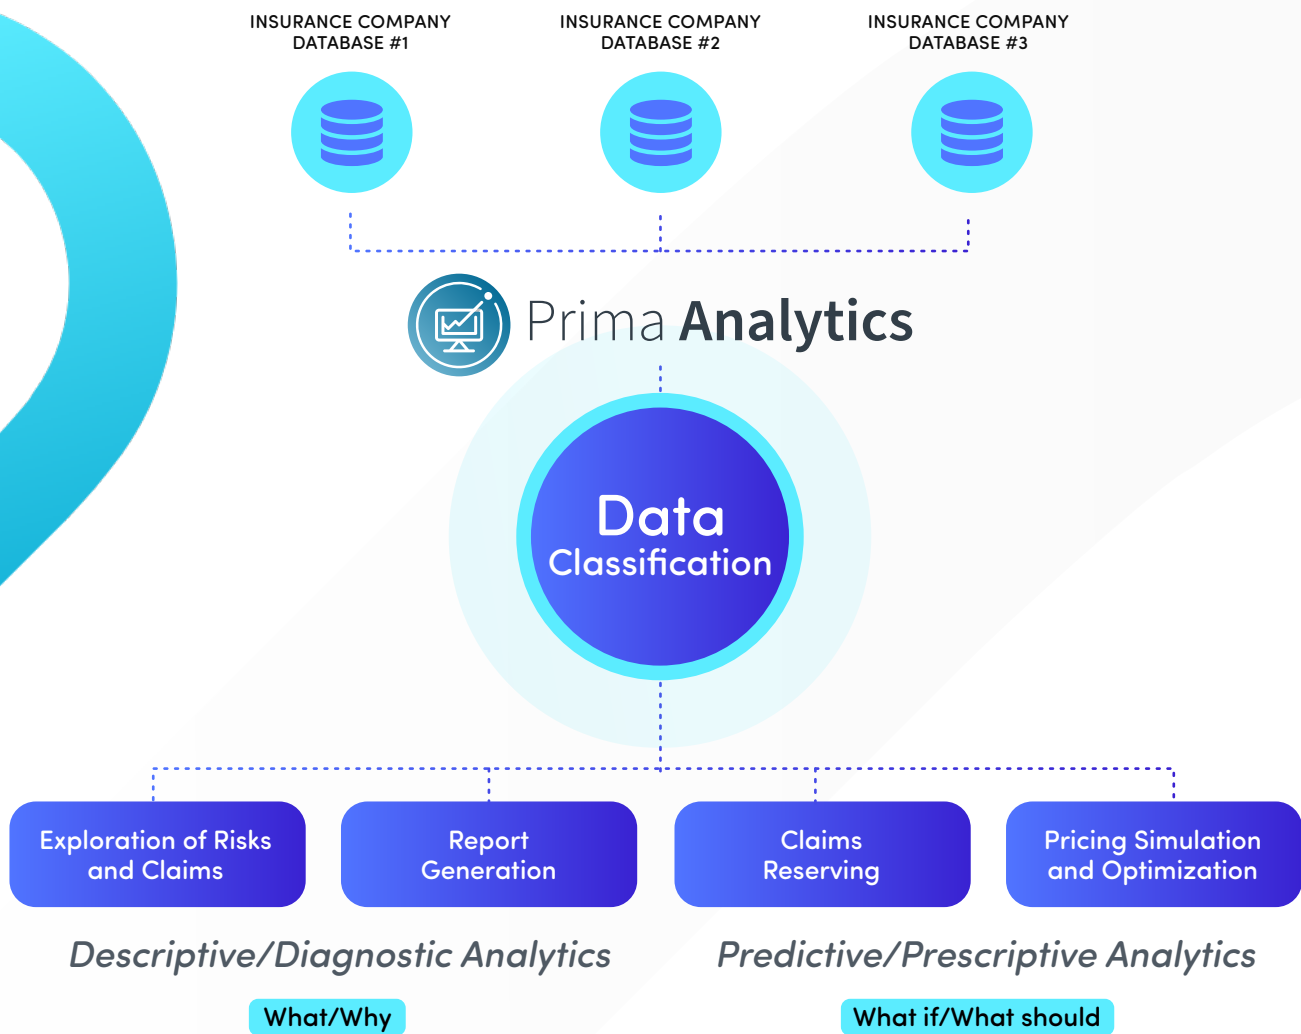 INSURANCE COMPANY
DATABASE #1
INSURANCE COMPANY
DATABASE #2
INSURANCE COMPANY
DATABASE #3
Prima Analytics
Data
Classification
Exploration of Risks
and Claims
Report
Generation
Claims
Reserving
Pricing Simulation
and Optimization
Descriptive/Diagnostic Analytics
Predictive/Prescriptive Analytics
What/Why
What if/What should